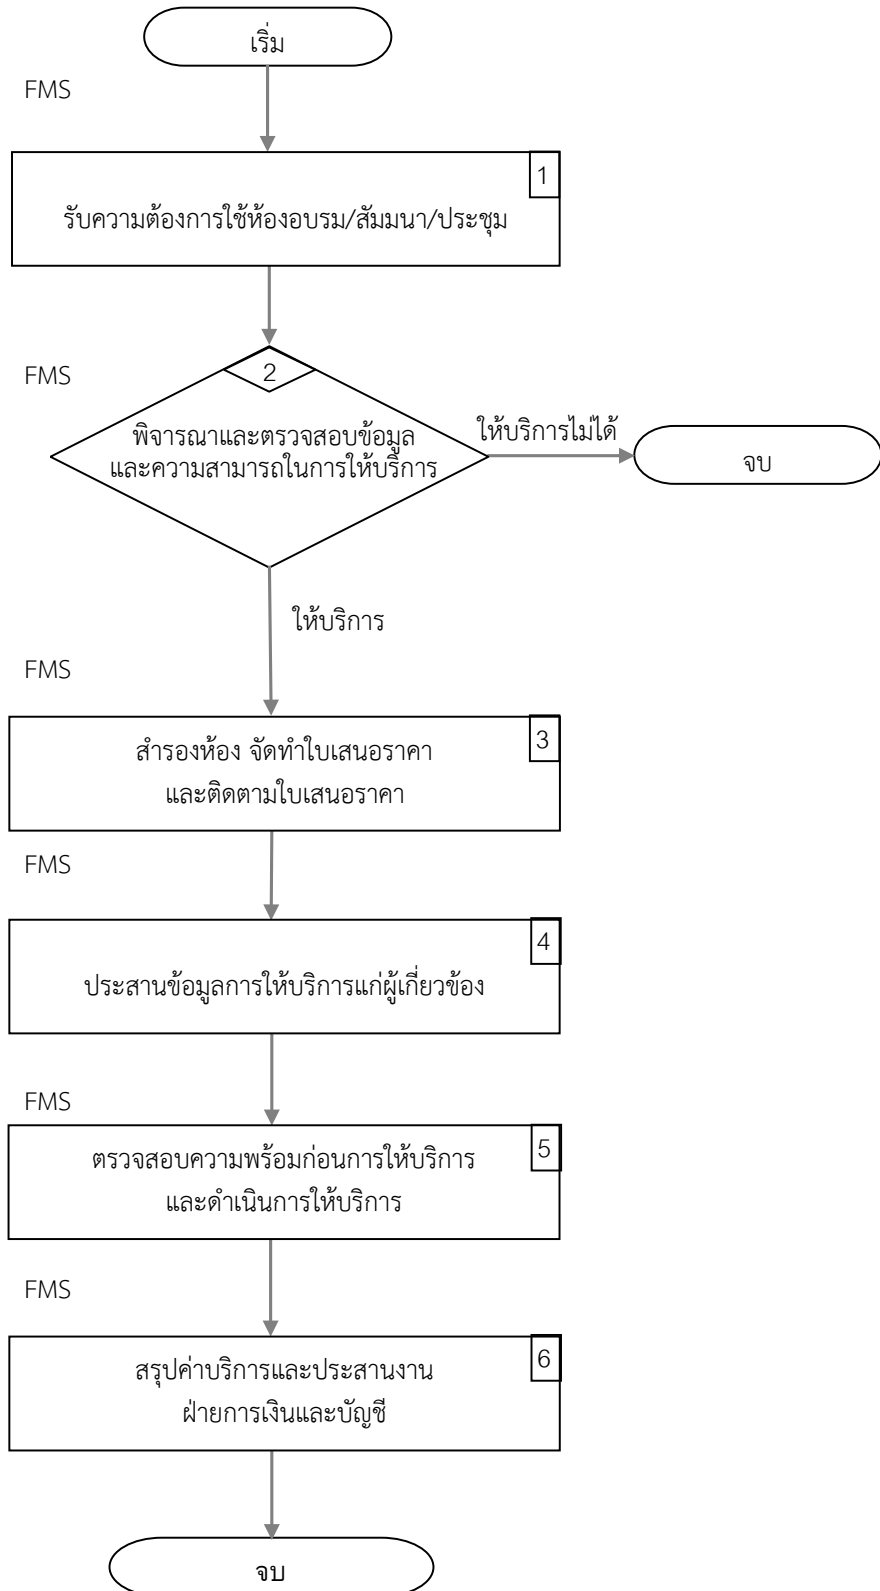 เริ่ม
FMS
1
รับความต้องการใช้ห้องอบรม/สัมมนา/ประชุม
FMS
2
พิจารณาและตรวจสอบข้อมูล
และความสามารถในการให้บริการ
ให้บริการไม่ได้
จบ
ให้บริการ
FMS
3
สำรองห้อง จัดทำใบเสนอราคา
และติดตามใบเสนอราคา
FMS
4
ประสานข้อมูลการให้บริการแก่ผู้เกี่ยวข้อง
FMS
5
ตรวจสอบความพร้อมก่อนการให้บริการ
และดำเนินการให้บริการ
FMS
6
สรุปค่าบริการและประสานงาน
ฝ่ายการเงินและบัญชี
จบ